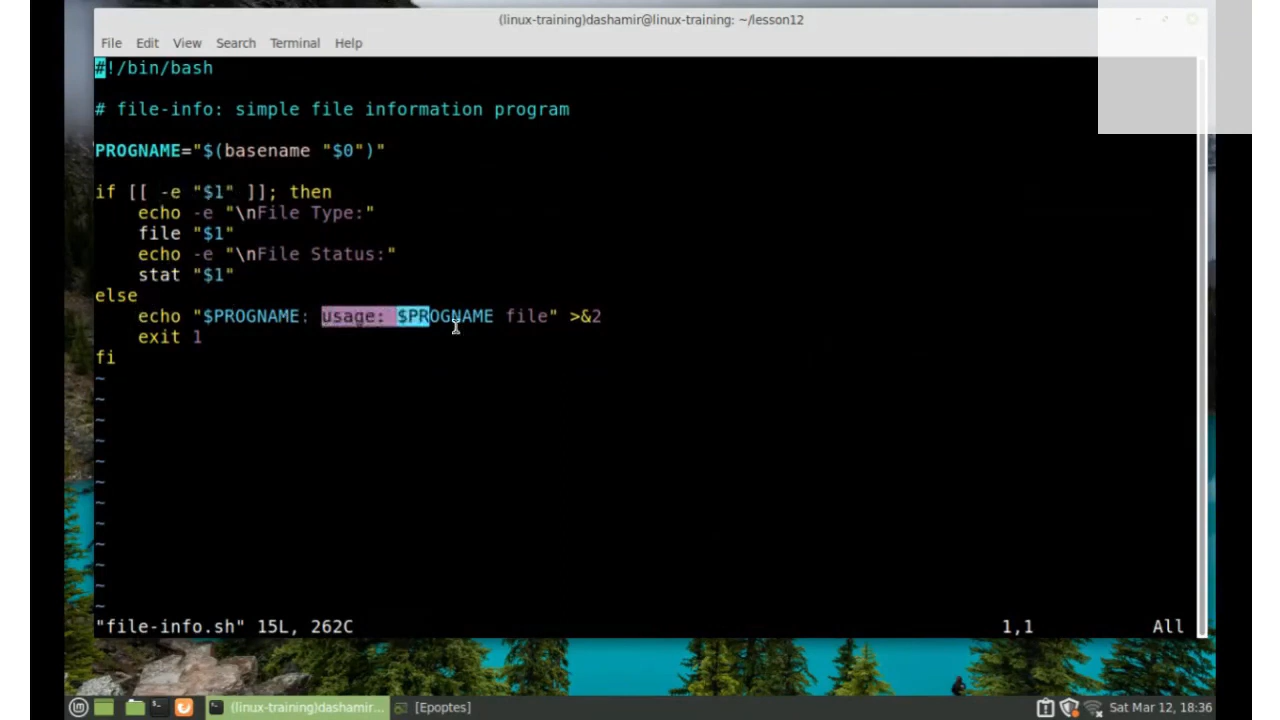 (linux-training)dashamir@linux-training: ~/lesson12
File Edit View Search Terminal Help
#!/bin/bash
# file-info: simple file information program
PROGNAME="$(basename "$0")"
if [[ -e "$1" ]]; then
    echo -e "\nFile Type:"
    file "$1"
    echo -e "\nFile Status:"
    stat "$1"
else
    echo "$PROGNAME: usage: $PROGNAME file" >&2
    exit 1
fi
~
~
~
~
~
~
~
~
~
~
~
~
"file-info.sh" 15L, 262C 1,1 All
(linux-training)dashamir... [Epoptes] Sat Mar 12, 18:36